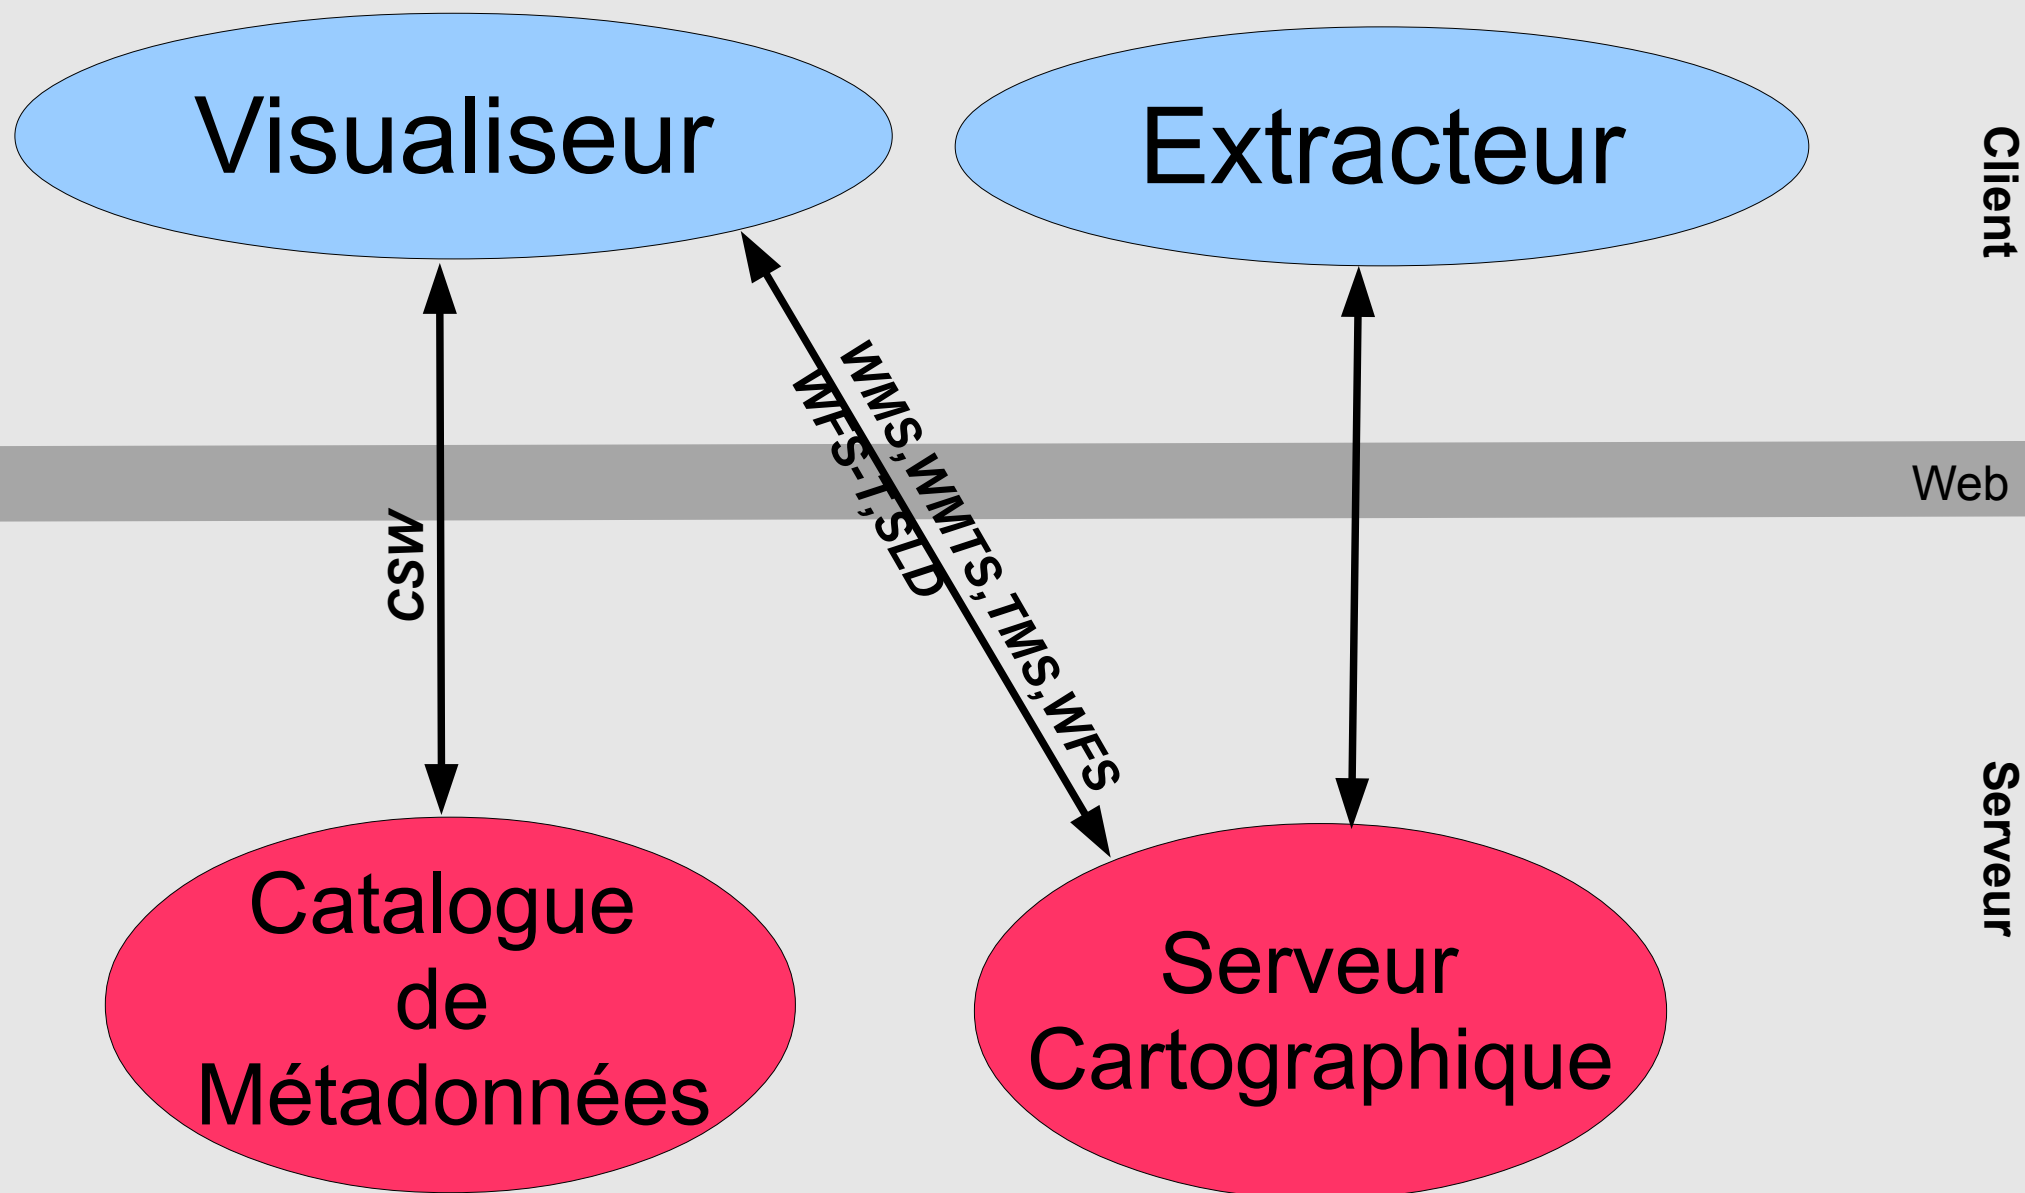 Visualiseur
Extracteur
Client
WMS,WMTS,TMS,WFS
WFS-T,SLD
Web
CSW
Serveur
Catalogue
de
Métadonnées
Serveur
Cartographique